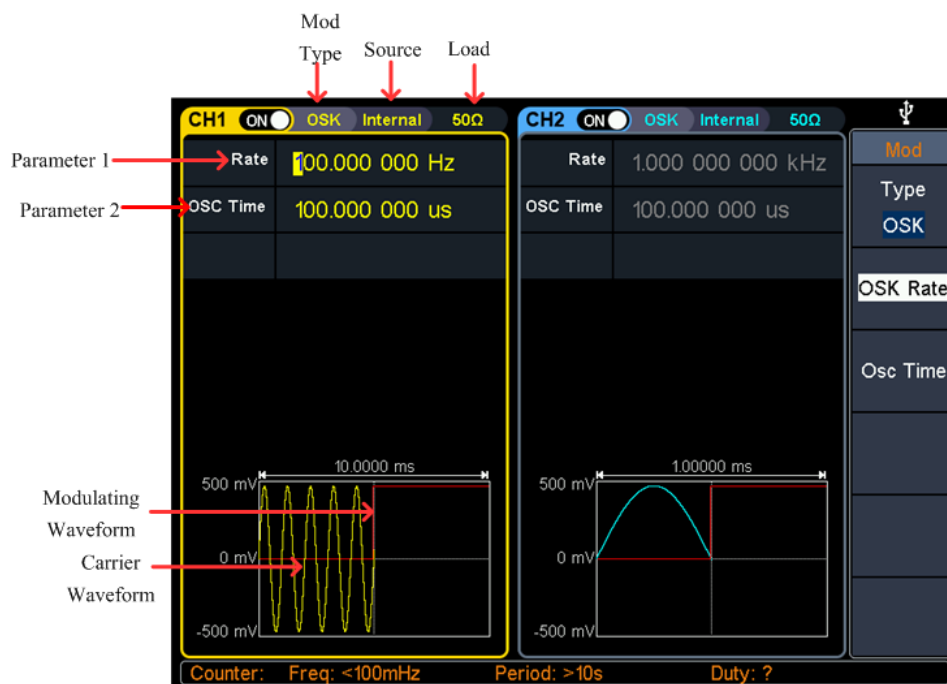 Mod
Type Source Load
CH1 ON OSK Internal 50Ω
CH2 ON OSK Internal 50Ω
Parameter 1
Rate 100.000 000 Hz
Rate 1.000 000 000 kHz
Mod
Type
OSK
Parameter 2
OSC Time 100.000 000 us
OSC Time 100.000 000 us
OSK Rate
Osc Time
10.0000 ms
500 mV
0 mV
-500 mV
1.00000 ms
500 mV
0 mV
-500 mV
Modulating
Waveform
Carrier
Waveform
Counter: Freq: <100mHz Period: >10s Duty: ?